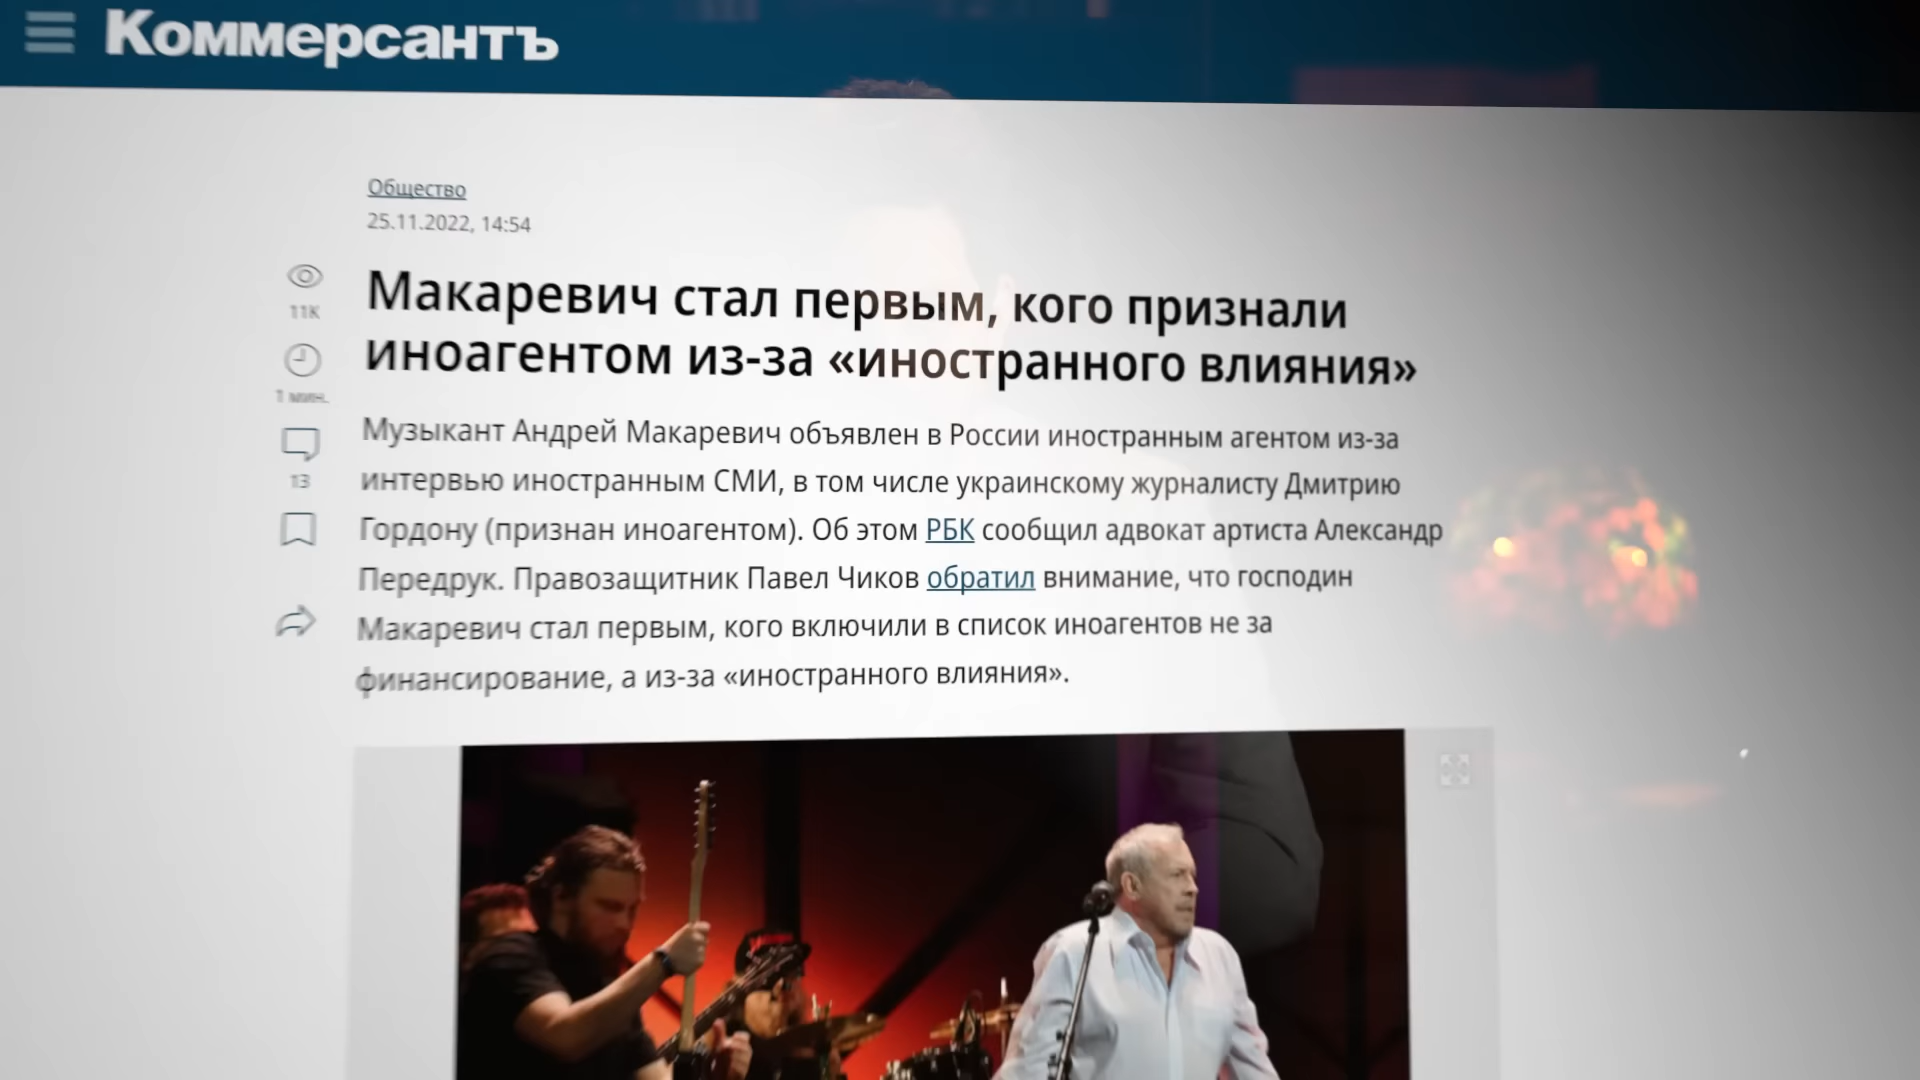 Коммерсантъ
Общество
25.11.2022, 14:54
11K
Макаревич стал первым, кого признали
иноагентом из-за «иностранного влияния»
1 мин.
Музыкант Андрей Макаревич объявлен в России иностранным агентом из-за
интервью иностранным СМИ, в том числе украинскому журналисту Дмитрию
13
Гордону (признан иноагентом). Об этом РБК сообщил адвокат артиста Александр
Передрук. Правозащитник Павел Чиков обратил внимание, что господин
Макаревич стал первым, кого включили в список иноагентов не за
финансирование, а из-за «иностранного влияния».